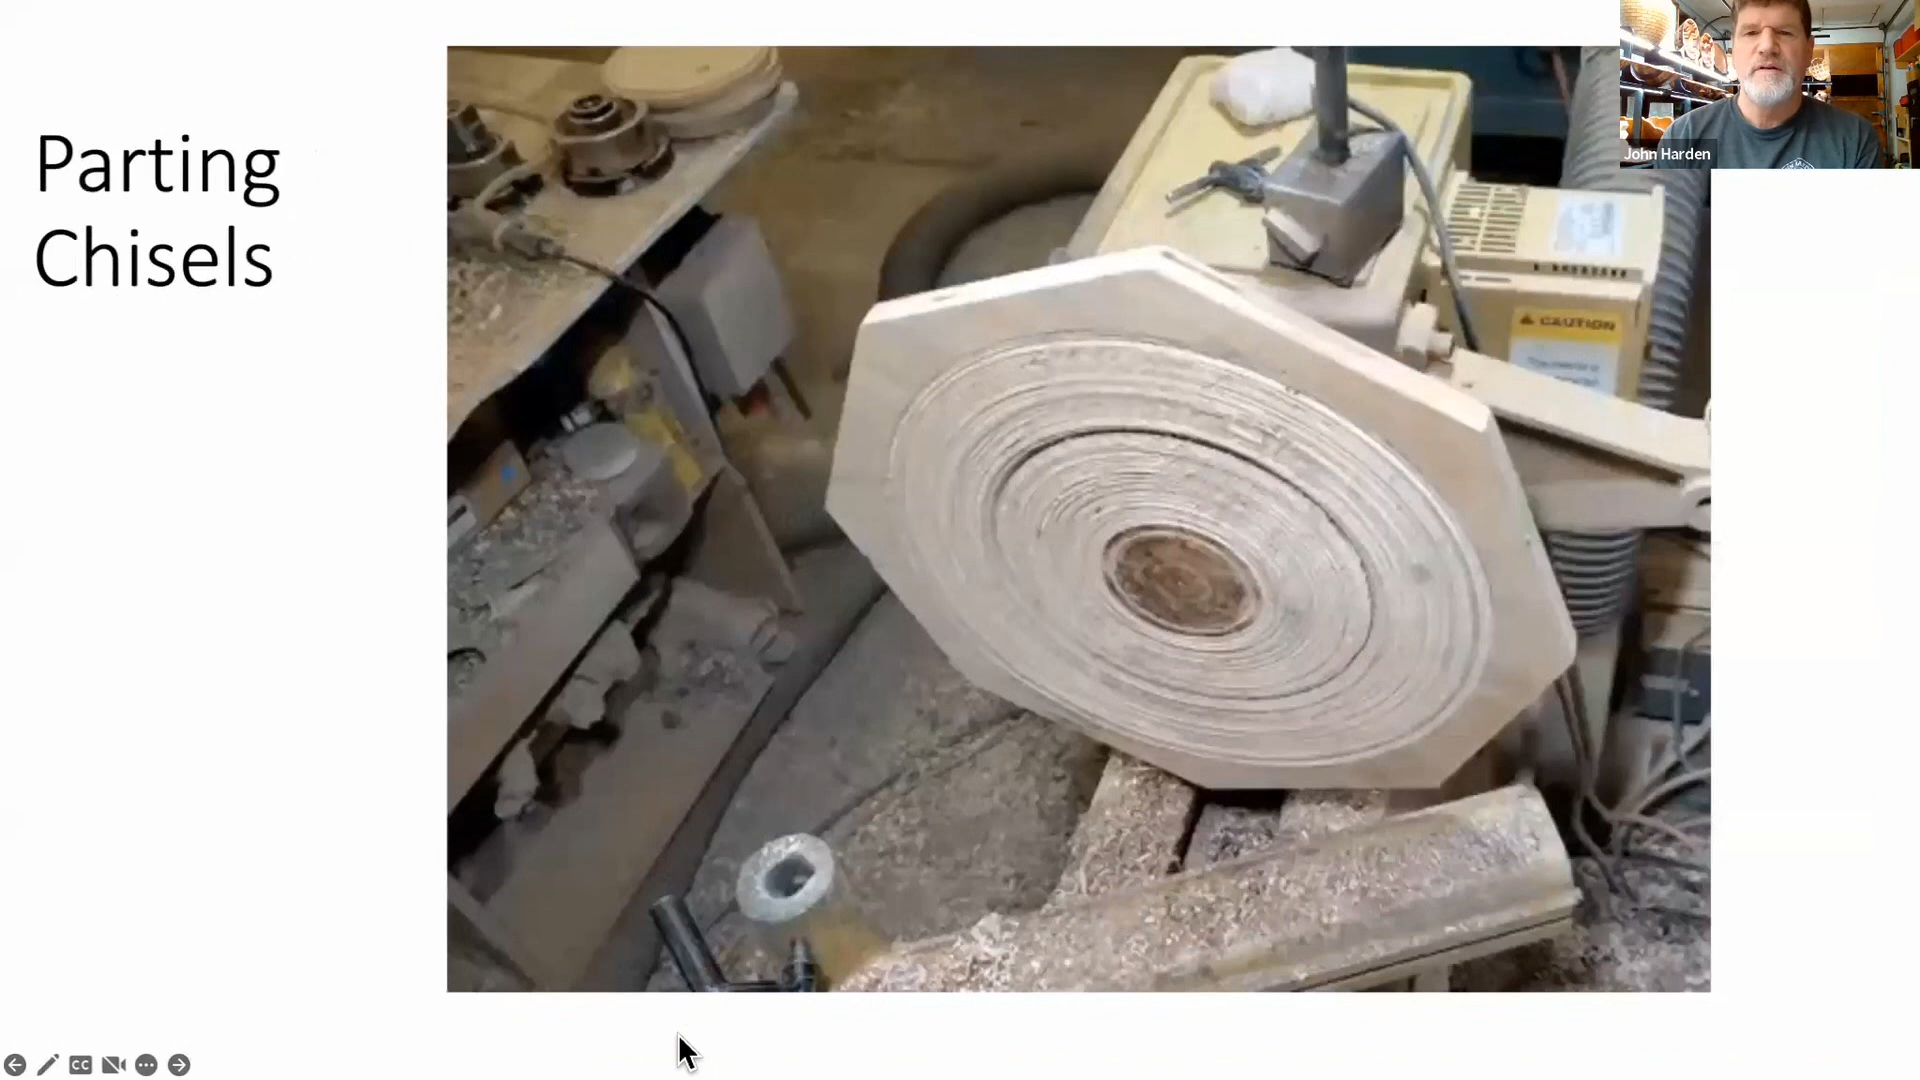 Parting
Chisels
John Harden
CAUTION
CC